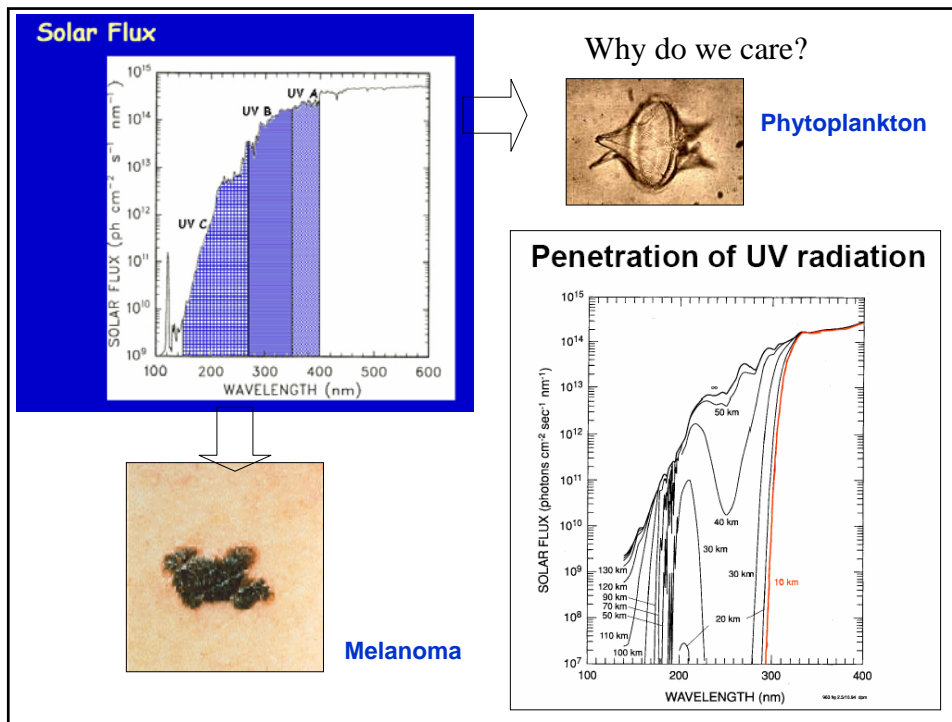 Solar Flux
Why do we care?
SOLAR FLUX (ph cm⁻² s⁻¹ nm⁻¹)
10¹⁵
10¹⁴
10¹³
10¹²
10¹¹
10¹⁰
10⁹
UV A
UV B
UV C
100 200 300 400 500 600
WAVELENGTH (nm)
Phytoplankton
Melanoma
Penetration of UV radiation
SOLAR FLUX (photons cm⁻² sec⁻¹ nm⁻¹)
10¹⁵
10¹⁴
10¹³
10¹²
10¹¹
10¹⁰
10⁹
10⁸
10⁷
∞
50 km
40 km
30 km
130 km
120 km
90 km
70 km
50 km
110 km
100 km
30 km
10 km
20 km
100 200 300 400
WAVELENGTH (nm)